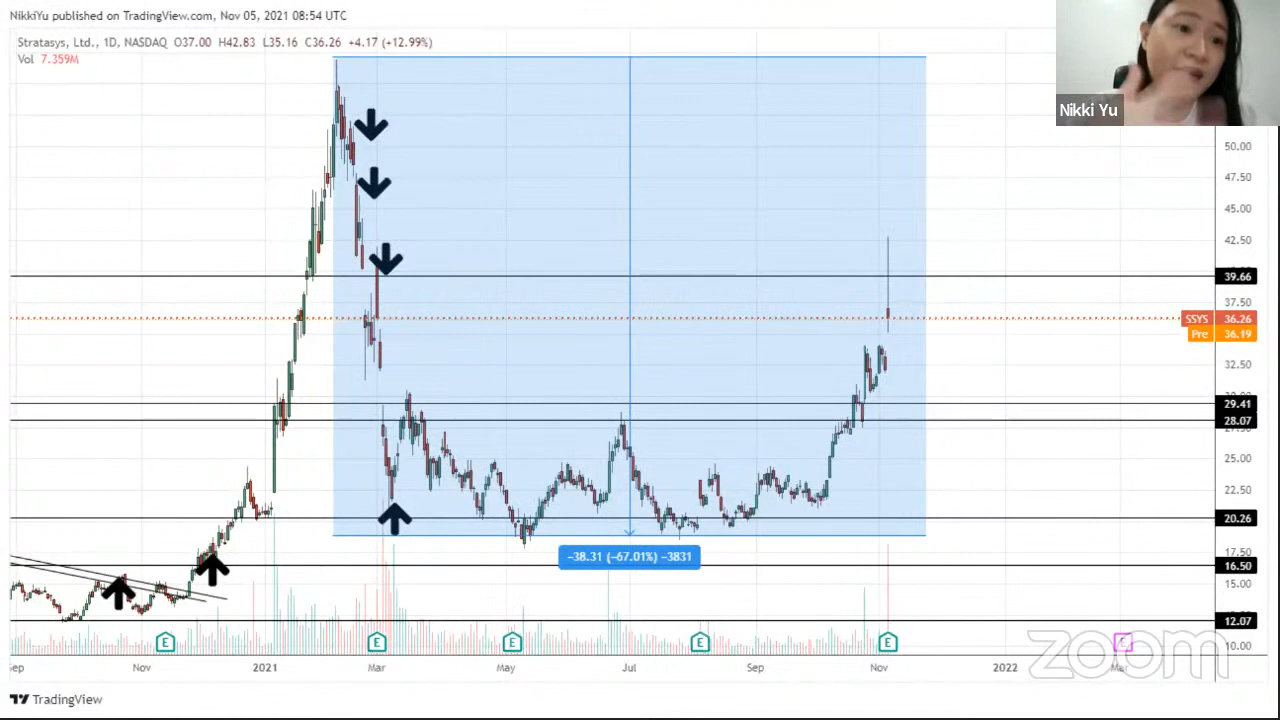 NikkiYu published on TradingView.com, Nov 05, 2021 08:54 UTC
Stratasys, Ltd., 1D, NASDAQ O37.00 H42.83 L35.16 C36.26 +4.17 (+12.99%)
Vol 7.359M
Nikki Yu
50.00
47.50
45.00
42.50
39.66
37.50
SSYS 36.26
Pre 36.19
32.50
29.41
28.07
25.00
22.50
20.26
−38.31 (−67.01%) −3831
17.50
16.50
15.00
12.07
10.00
E E E E E E
Sep Nov 2021 Mar May Jul Sep Nov 2022 Mar
zoom
TradingView